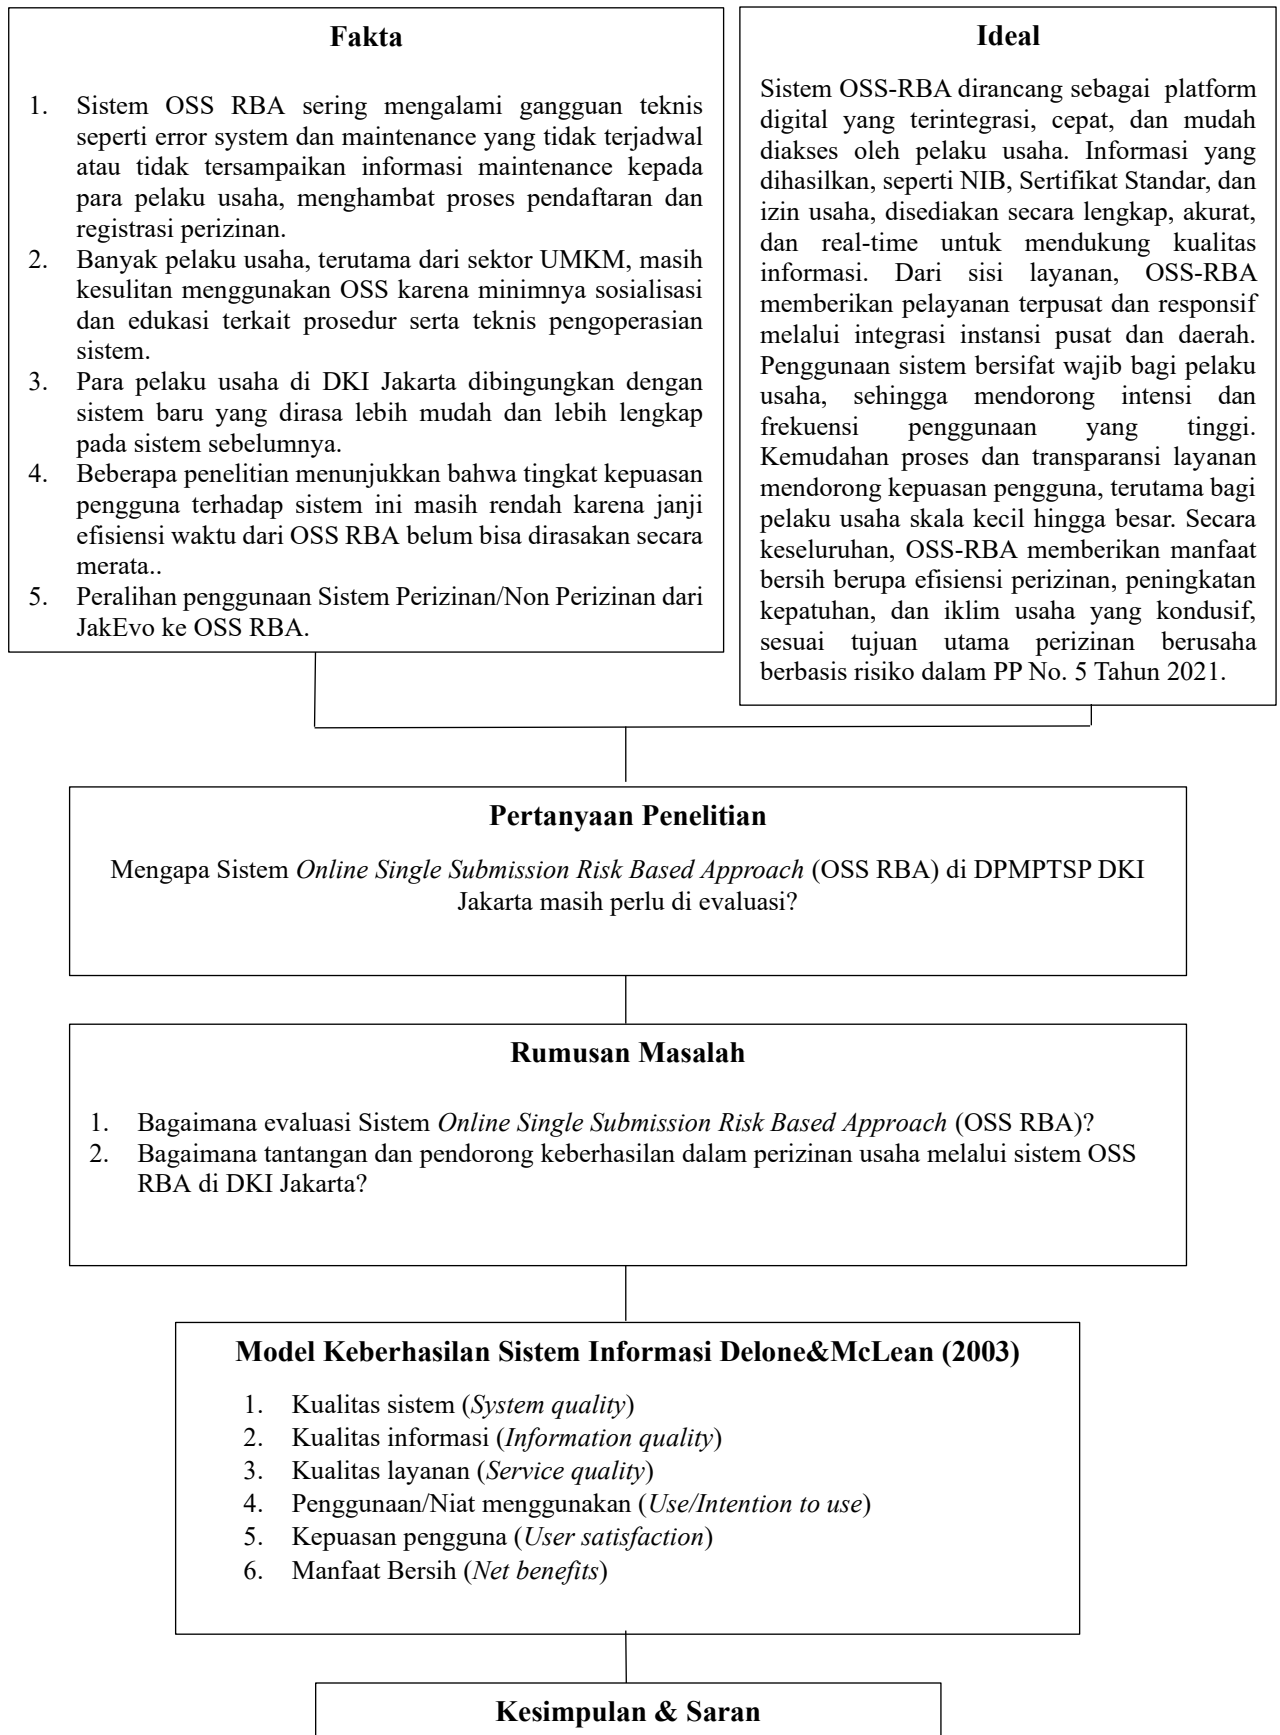 Fakta
1. Sistem OSS RBA sering mengalami gangguan teknis
seperti error system dan maintenance yang tidak terjadwal
atau tidak tersampaikan informasi maintenance kepada
para pelaku usaha, menghambat proses pendaftaran dan
registrasi perizinan.
2. Banyak pelaku usaha, terutama dari sektor UMKM, masih
kesulitan menggunakan OSS karena minimnya sosialisasi
dan edukasi terkait prosedur serta teknis pengoperasian
sistem.
3. Para pelaku usaha di DKI Jakarta dibingungkan dengan
sistem baru yang dirasa lebih mudah dan lebih lengkap
pada sistem sebelumnya.
4. Beberapa penelitian menunjukkan bahwa tingkat kepuasan
pengguna terhadap sistem ini masih rendah karena janji
efisiensi waktu dari OSS RBA belum bisa dirasakan secara
merata..
5. Peralihan penggunaan Sistem Perizinan/Non Perizinan dari
JakEvo ke OSS RBA.
Ideal
Sistem OSS-RBA dirancang sebagai platform
digital yang terintegrasi, cepat, dan mudah
diakses oleh pelaku usaha. Informasi yang
dihasilkan, seperti NIB, Sertifikat Standar, dan
izin usaha, disediakan secara lengkap, akurat,
dan real-time untuk mendukung kualitas
informasi. Dari sisi layanan, OSS-RBA
memberikan pelayanan terpusat dan responsif
melalui integrasi instansi pusat dan daerah.
Penggunaan sistem bersifat wajib bagi pelaku
usaha, sehingga mendorong intensi dan
frekuensi penggunaan yang tinggi.
Kemudahan proses dan transparansi layanan
mendorong kepuasan pengguna, terutama bagi
pelaku usaha skala kecil hingga besar. Secara
keseluruhan, OSS-RBA memberikan manfaat
bersih berupa efisiensi perizinan, peningkatan
kepatuhan, dan iklim usaha yang kondusif,
sesuai tujuan utama perizinan berusaha
berbasis risiko dalam PP No. 5 Tahun 2021.
Pertanyaan Penelitian
Mengapa Sistem Online Single Submission Risk Based Approach (OSS RBA) di DPMPTSP DKI
Jakarta masih perlu di evaluasi?
Rumusan Masalah
1. Bagaimana evaluasi Sistem Online Single Submission Risk Based Approach (OSS RBA)?
2. Bagaimana tantangan dan pendorong keberhasilan dalam perizinan usaha melalui sistem OSS
RBA di DKI Jakarta?
Model Keberhasilan Sistem Informasi Delone&McLean (2003)
1. Kualitas sistem (System quality)
2. Kualitas informasi (Information quality)
3. Kualitas layanan (Service quality)
4. Penggunaan/Niat menggunakan (Use/Intention to use)
5. Kepuasan pengguna (User satisfaction)
6. Manfaat Bersih (Net benefits)
Kesimpulan & Saran